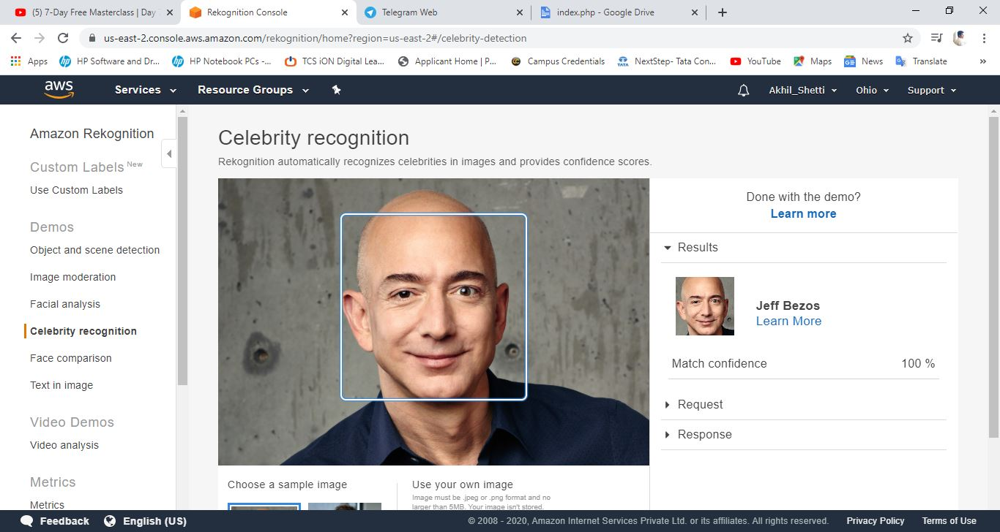 (5) 7-Day Free Masterclass | Day
Rekognition Console
Telegram Web
index.php - Google Drive
us-east-2.console.aws.amazon.com/rekognition/home?region=us-east-2#/celebrity-detection
Apps
HP Software and Dr...
HP Notebook PCs -...
TCS iON Digital Lea...
Applicant Home | P...
Campus Credentials
NextStep- Tata Con...
YouTube
Maps
News
Translate
»
aws
Services
Resource Groups
Akhil_Shetti
Ohio
Support
Amazon Rekognition
Custom Labels New
Use Custom Labels
Demos
Object and scene detection
Image moderation
Facial analysis
Celebrity recognition
Face comparison
Text in image
Video Demos
Video analysis
Metrics
Metrics
Celebrity recognition
Rekognition automatically recognizes celebrities in images and provides confidence scores.
Done with the demo?
Learn more
Results
Jeff Bezos
Learn More
Match confidence 100 %
Request
Response
Choose a sample image
Use your own image
Image must be .jpeg or .png format and no
larger than 5MB. Your image isn't stored.
Feedback
English (US)
© 2008 - 2020, Amazon Internet Services Private Ltd. or its affiliates. All rights reserved.
Privacy Policy
Terms of Use